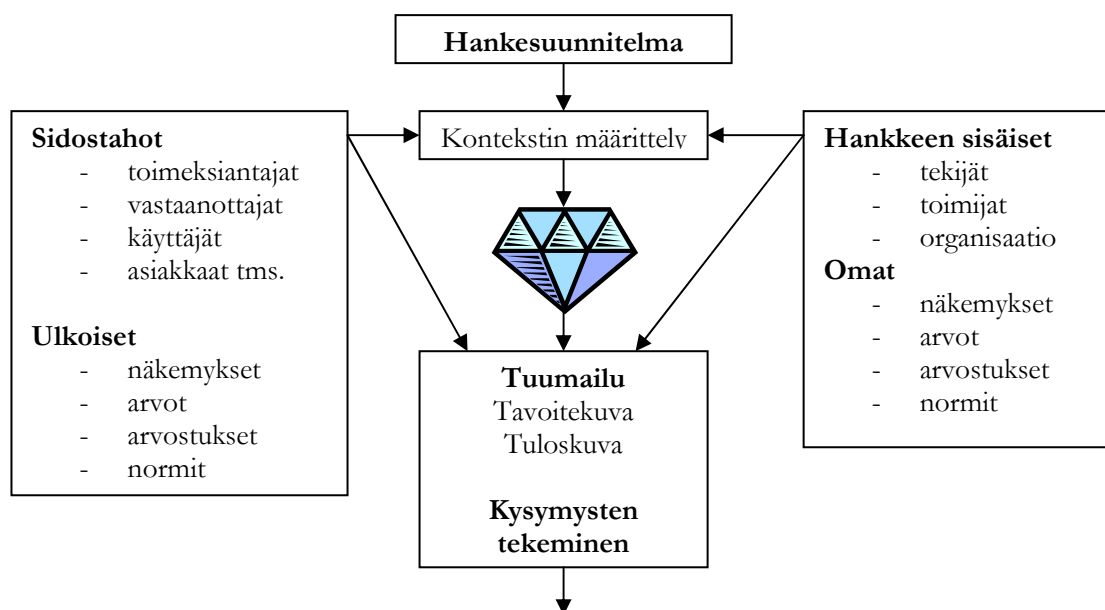 Hankesuunnitelma
Kontekstin määrittely
Sidostahot
- toimeksiantajat
- vastaanottajat
- käyttäjät
- asiakkaat tms.
Ulkoiset
- näkemykset
- arvot
- arvostukset
- normit
Hankkeen sisäiset
- tekijät
- toimijat
- organisaatio
Omat
- näkemykset
- arvot
- arvostukset
- normit
Tuumailu
Tavoitekuva
Tuloskuva
Kysymysten
tekeminen